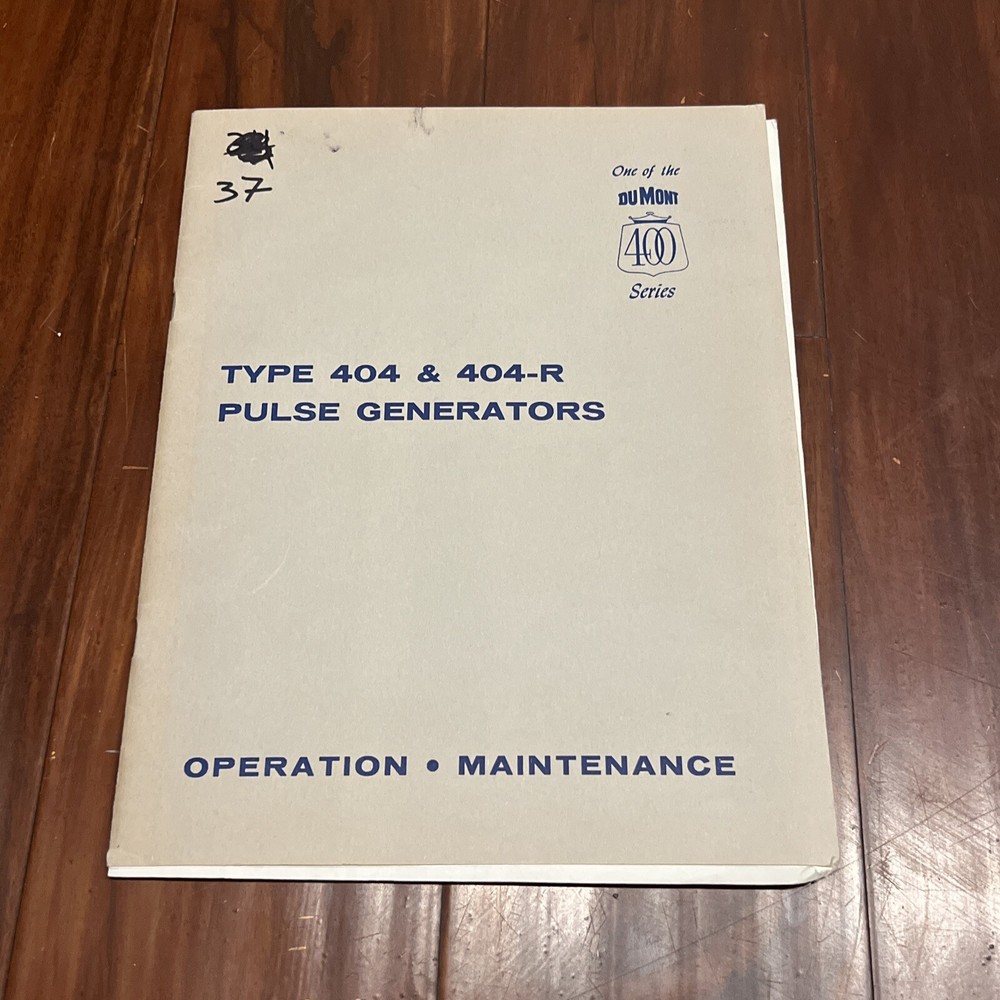 37
One of the
DUMONT
400
Series
TYPE 404 & 404-R
PULSE GENERATORS
OPERATION • MAINTENANCE